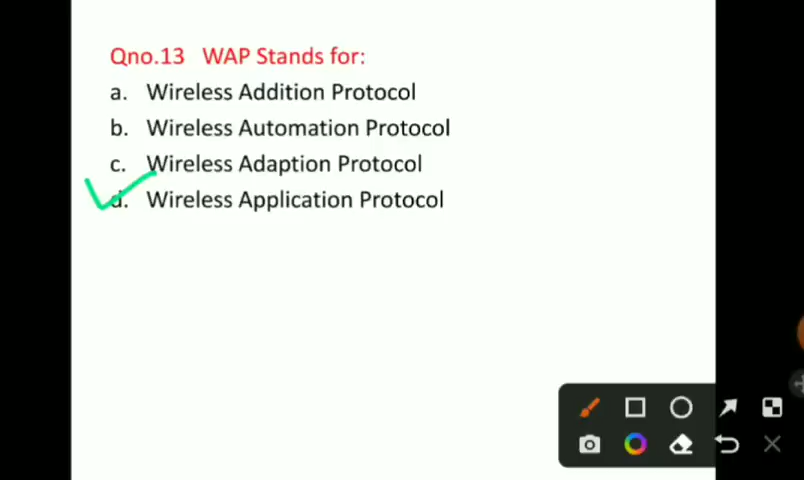 Qno.13 WAP Stands for:
a. Wireless Addition Protocol
b. Wireless Automation Protocol
c. Wireless Adaption Protocol
d. Wireless Application Protocol